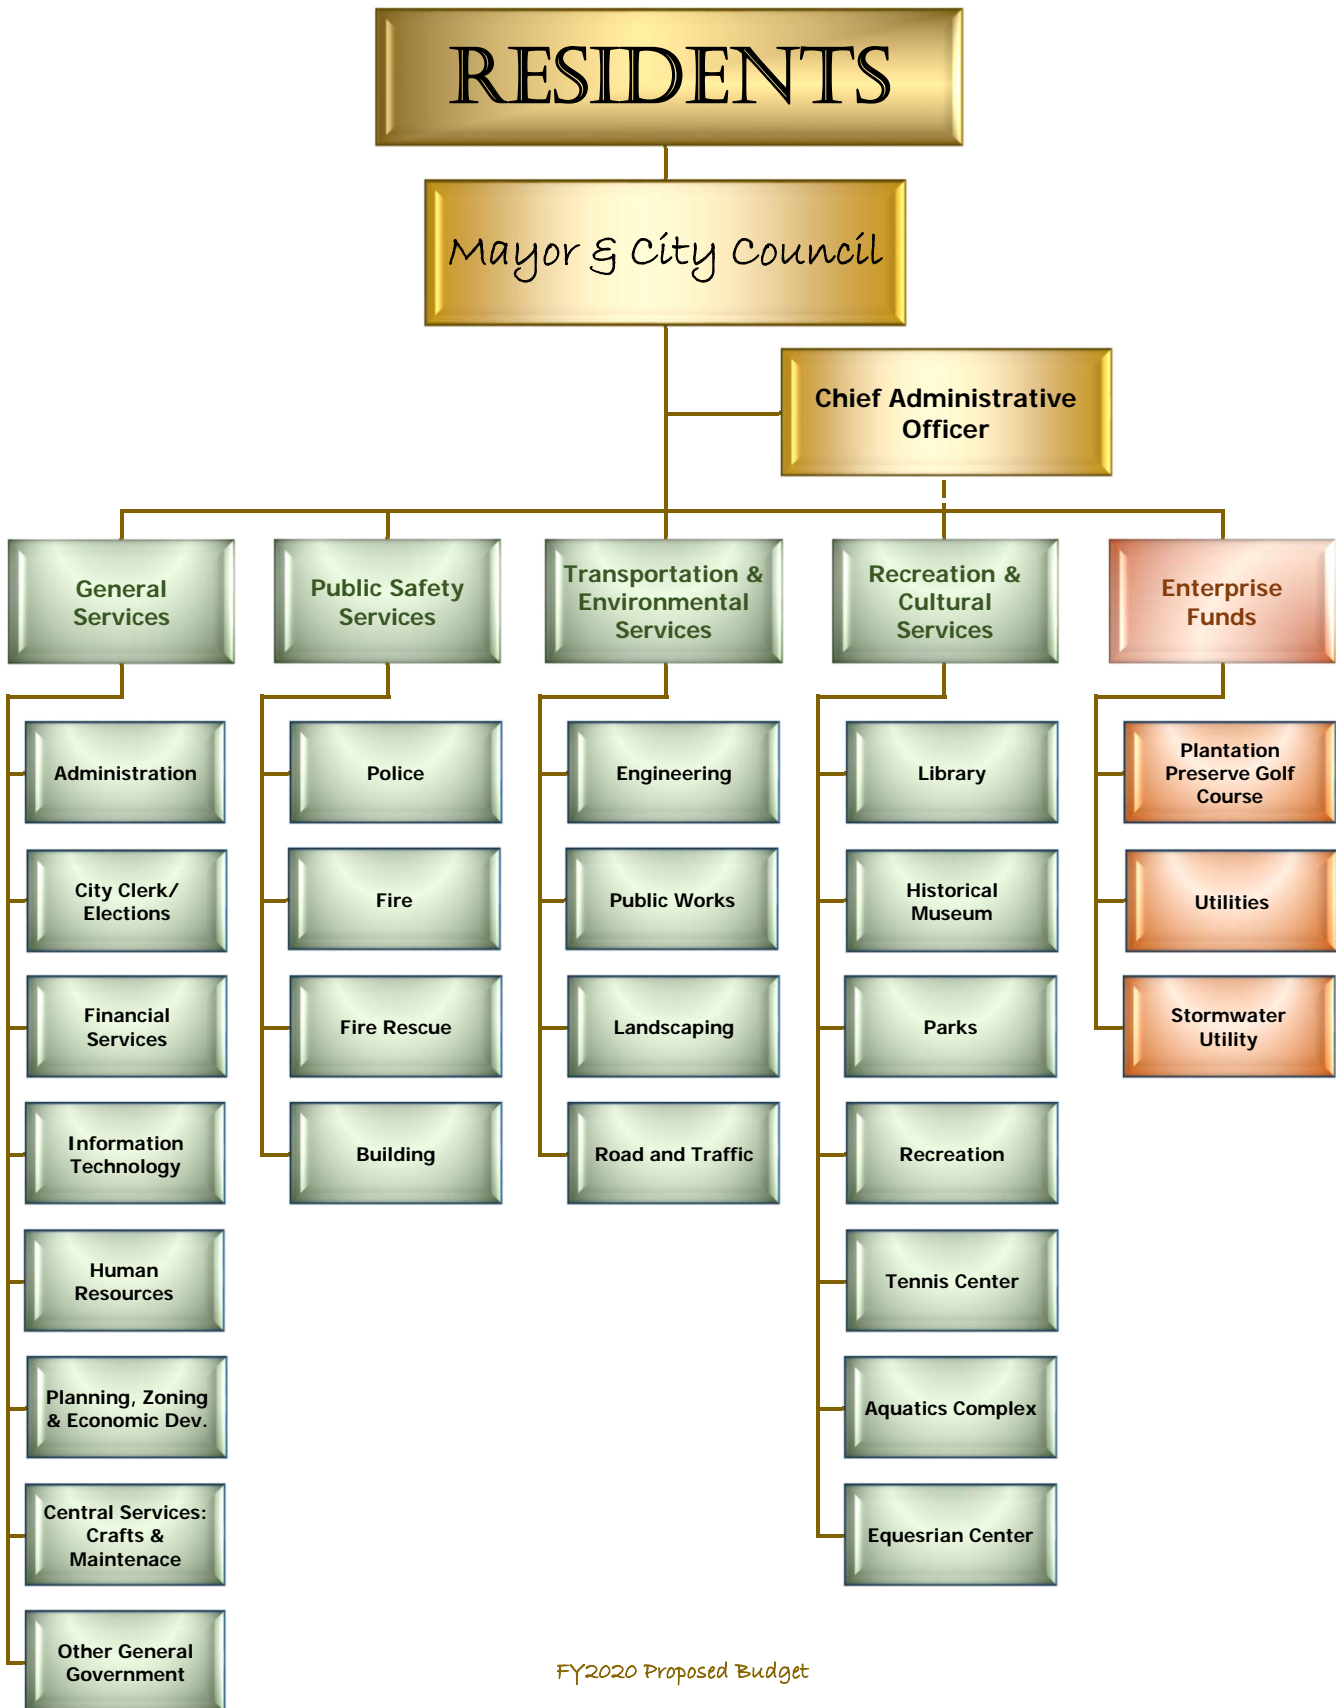 RESIDENTS
Mayor & City Council
Chief Administrative
Officer
General
Services
Public Safety
Services
Transportation &
Environmental
Services
Recreation &
Cultural
Services
Enterprise
Funds
Administration
City Clerk/
Elections
Financial
Services
Information
Technology
Human
Resources
Planning, Zoning
& Economic Dev.
Central Services:
Crafts &
Maintenace
Other General
Government
Police
Fire
Fire Rescue
Building
Engineering
Public Works
Landscaping
Road and Traffic
Library
Historical
Museum
Parks
Recreation
Tennis Center
Aquatics Complex
Equesrian Center
Plantation
Preserve Golf
Course
Utilities
Stormwater
Utility
FY2020 Proposed Budget